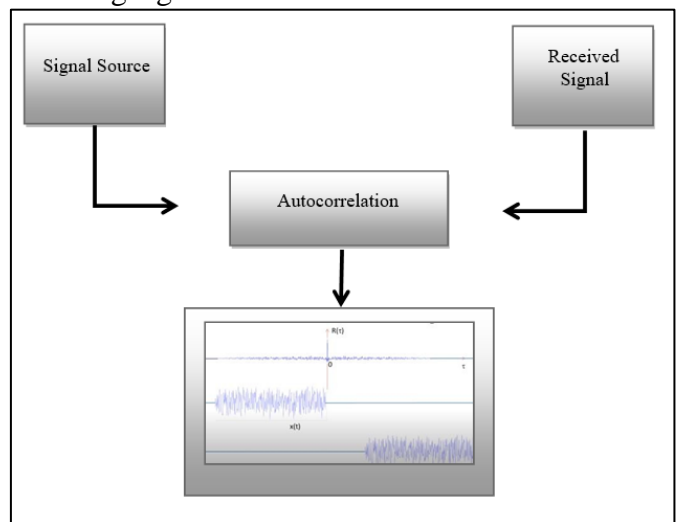 Signal Source
Received
Signal
Autocorrelation
R(τ)
0
τ
x(t)